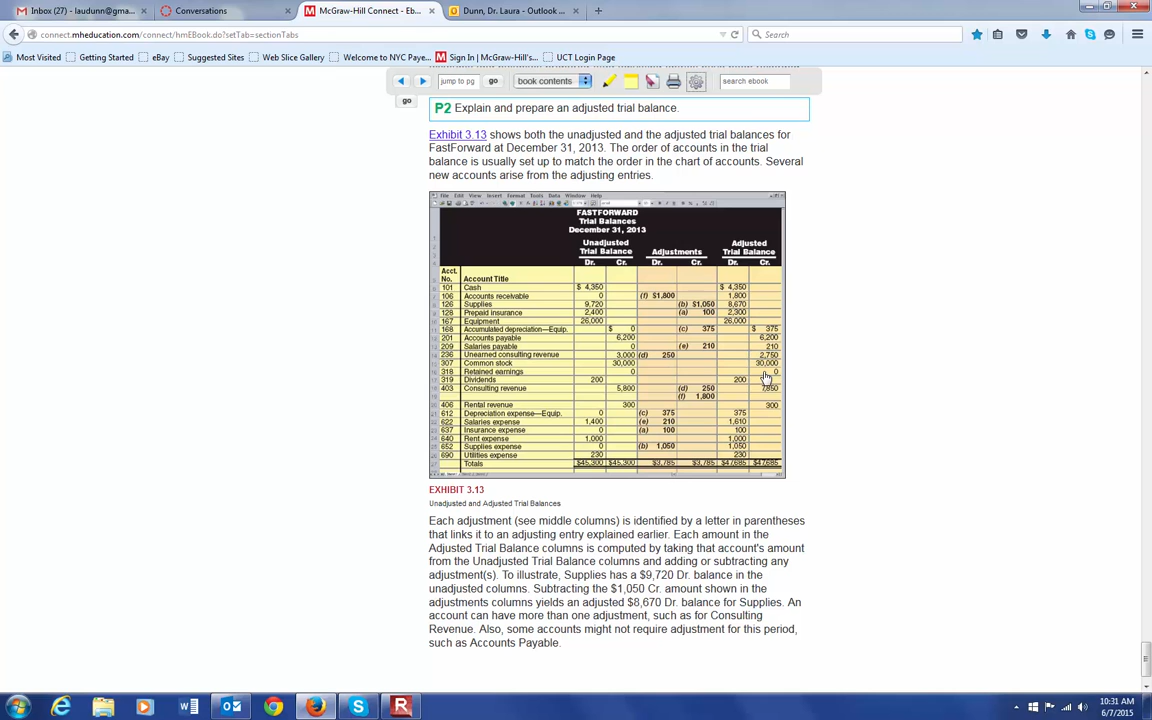 Inbox (27) - laudunn@gma...
Conversations
McGraw-Hill Connect - Eb...
Dunn, Dr. Laura - Outlook ...
connect.mheducation.com/connect/hmEBook.do?setTab=sectionTabs
Search
Most Visited
Getting Started
eBay
Suggested Sites
Web Slice Gallery
Welcome to NYC Paye...
Sign In | McGraw-Hill's...
UCT Login Page
jump to pg
go
book contents
search ebook
go
P2 Explain and prepare an adjusted trial balance.
Exhibit 3.13 shows both the unadjusted and the adjusted trial balances for
FastForward at December 31, 2013. The order of accounts in the trial
balance is usually set up to match the order in the chart of accounts. Several
new accounts arise from the adjusting entries.
File Edit View Insert Format Tools Data Window Help
FASTFORWARD
Trial Balances
December 31, 2013
Unadjusted Trial Balance Adjustments Adjusted Trial Balance
Dr. Cr. Dr. Cr. Dr. Cr.
Acct. No. Account Title
101 Cash $ 4,350 $ 4,350
106 Accounts receivable 0 (f) $1,800 1,800
126 Supplies 9,720 (b) $1,050 8,670
128 Prepaid insurance 2,400 (a) 100 2,300
167 Equipment 26,000 26,000
168 Accumulated depreciation—Equip. $ 0 (c) 375 $ 375
201 Accounts payable 6,200 6,200
209 Salaries payable 0 (e) 210 210
236 Unearned consulting revenue 3,000 (d) 250 2,750
307 Common stock 30,000 30,000
318 Retained earnings 0 0
319 Dividends 200 200
403 Consulting revenue 5,800 (d) 250 7,850
(f) 1,800
406 Rental revenue 300 300
612 Depreciation expense—Equip. 0 (c) 375 375
622 Salaries expense 1,400 (e) 210 1,610
637 Insurance expense 0 (a) 100 100
640 Rent expense 1,000 1,000
652 Supplies expense 0 (b) 1,050 1,050
690 Utilities expense 230 230
Totals $45,300 $45,300 $3,785 $3,785 $47,685 $47,685
EXHIBIT 3.13
Unadjusted and Adjusted Trial Balances
Each adjustment (see middle columns) is identified by a letter in parentheses
that links it to an adjusting entry explained earlier. Each amount in the
Adjusted Trial Balance columns is computed by taking that account's amount
from the Unadjusted Trial Balance columns and adding or subtracting any
adjustment(s). To illustrate, Supplies has a $9,720 Dr. balance in the
unadjusted columns. Subtracting the $1,050 Cr. amount shown in the
adjustments columns yields an adjusted $8,670 Dr. balance for Supplies. An
account can have more than one adjustment, such as for Consulting
Revenue. Also, some accounts might not require adjustment for this period,
such as Accounts Payable.
10:31 AM
6/7/2015